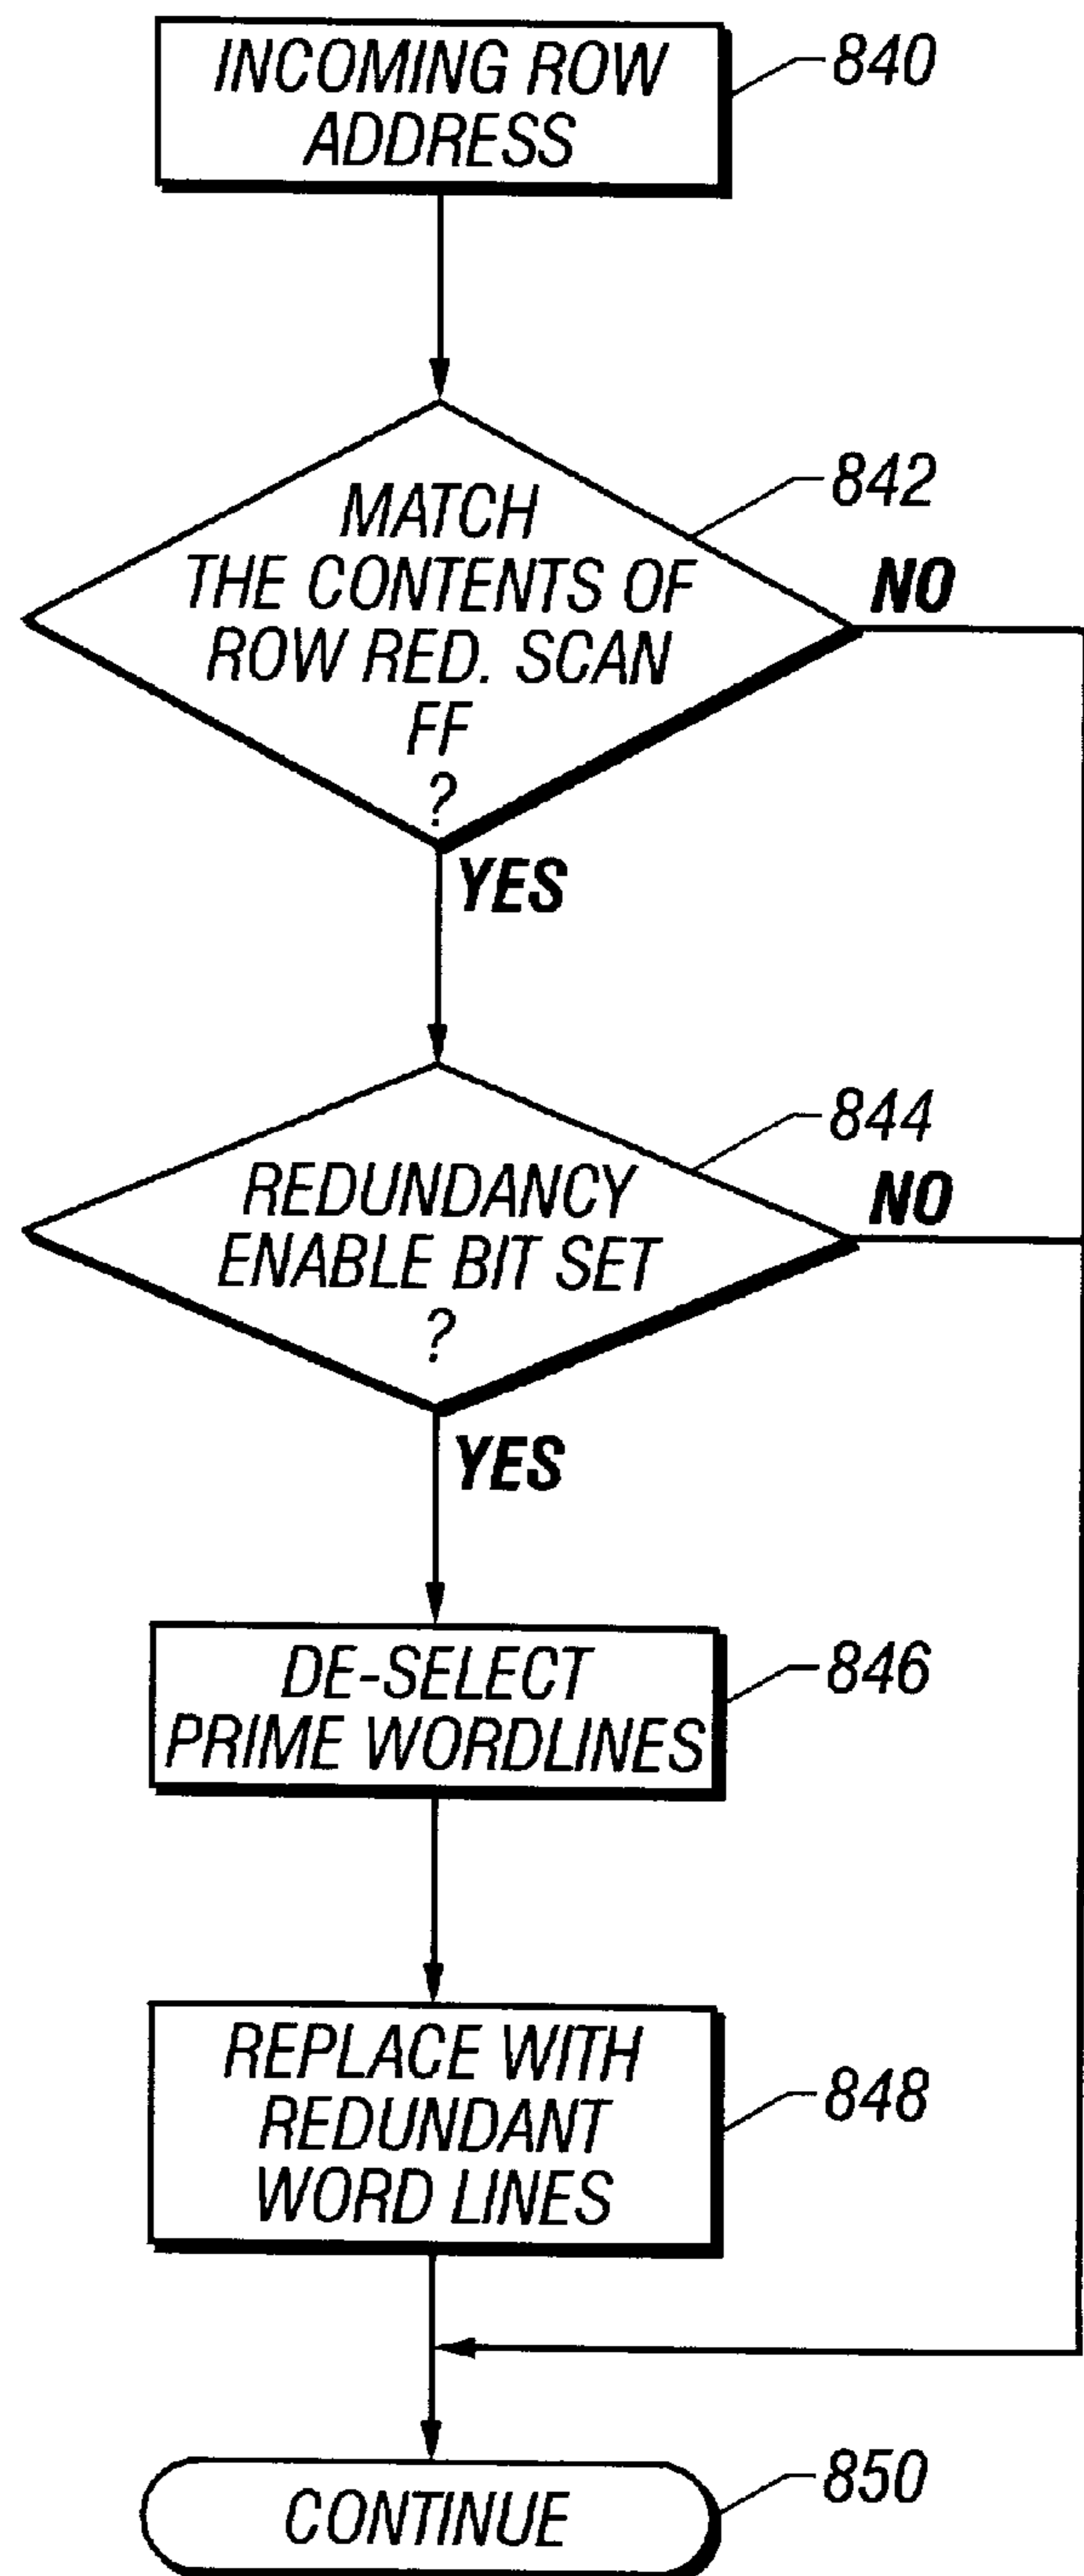 INCOMING ROW
ADDRESS
840
MATCH
THE CONTENTS OF
ROW RED. SCAN
FF
?
842
NO
YES
REDUNDANCY
ENABLE BIT SET
?
844
NO
YES
DE-SELECT
PRIME WORDLINES
846
REPLACE WITH
REDUNDANT
WORD LINES
848
CONTINUE
850